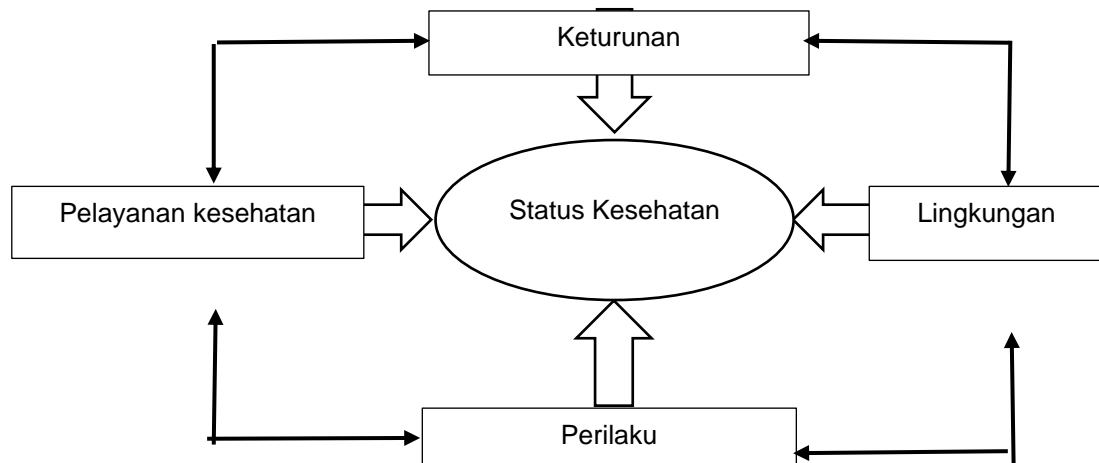 Keturunan
Status Kesehatan
Pelayanan kesehatan
Lingkungan
Perilaku